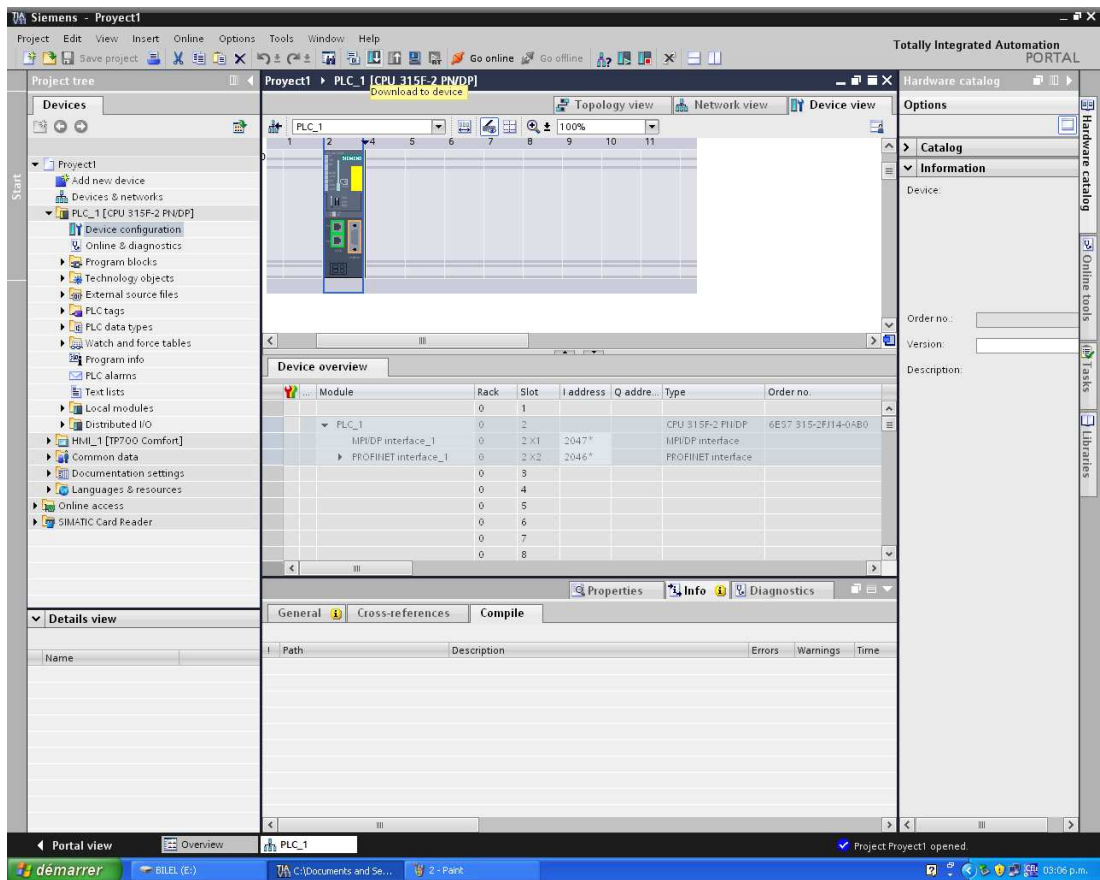 Siemens - Proyect1
Project Edit View Insert Online Options Tools Window Help
Save project
Go online
Go offline
Totally Integrated Automation
PORTAL
Project tree
Devices
Start
Proyect1
Add new device
Devices & networks
PLC_1 [CPU 315F-2 PN/DP]
Device configuration
Online & diagnostics
Program blocks
Technology objects
External source files
PLC tags
PLC data types
Watch and force tables
Program info
PLC alarms
Text lists
Local modules
Distributed I/O
HMI_1 [TP700 Comfort]
Common data
Documentation settings
Languages & resources
Online access
SIMATIC Card Reader
Details view
Name
Proyect1 PLC_1 [CPU 315F-2 PN/DP]
Download to device
Topology view Network view Device view
PLC_1
100%
1 2 4 5 6 7 8 9 10 11
Device overview
... Module Rack Slot I address Q addre... Type Order no.
0 1
PLC_1 0 2 CPU 315F-2 PN/DP 6ES7 315-2FJ14-0AB0
MPI/DP interface_1 0 2 X1 2047* MPI/DP interface
PROFINET interface_1 0 2 X2 2046* PROFINET interface
0 3
0 4
0 5
0 6
0 7
0 8
Properties Info Diagnostics
General Cross-references Compile
! Path Description Errors Warnings Time
Hardware catalog
Options
Catalog
Information
Device:
Order no.:
Version:
Description:
Hardware catalog
Online tools
Tasks
Libraries
Portal view
Overview
PLC_1
Project Proyect1 opened.
démarrer
BILEL (E:)
C:\Documents and Se...
2 - Paint
03:06 p.m.